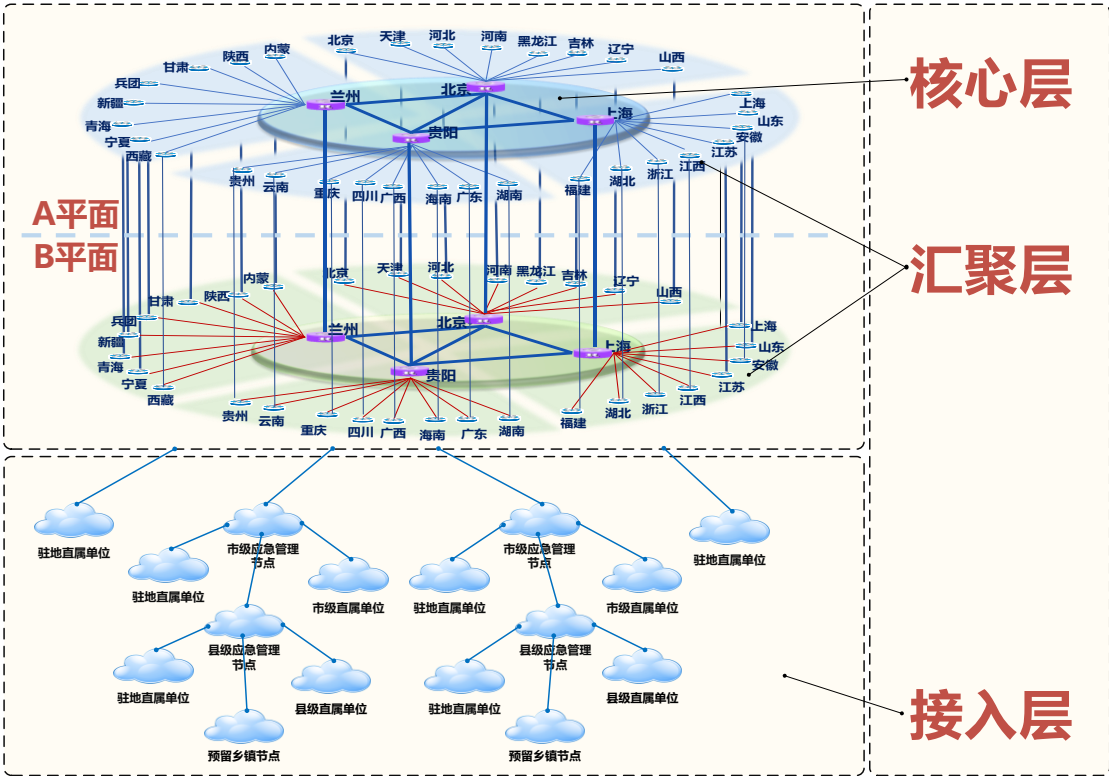 核心层
汇聚层
接入层
A平面
B平面
北京
天津
河北
河南
黑龙江
吉林
辽宁
山西
内蒙
陕西
甘肃
兵团
新疆
青海
宁夏
西藏
兰州
北京
上海
贵阳
上海
山东
安徽
江苏
江西
浙江
湖北
福建
贵州
云南
重庆
四川
广西
海南
广东
湖南
北京
天津
河北
河南
黑龙江
吉林
辽宁
山西
内蒙
陕西
甘肃
兵团
新疆
青海
宁夏
西藏
兰州
北京
上海
贵阳
上海
山东
安徽
江苏
江西
浙江
湖北
福建
贵州
云南
重庆
四川
广西
海南
广东
湖南
驻地直属单位
市级应急管理
节点
驻地直属单位
市级直属单位
县级应急管理
节点
驻地直属单位
县级直属单位
预留乡镇节点
市级应急管理
节点
驻地直属单位
市级直属单位
驻地直属单位
县级应急管理
节点
驻地直属单位
县级直属单位
预留乡镇节点